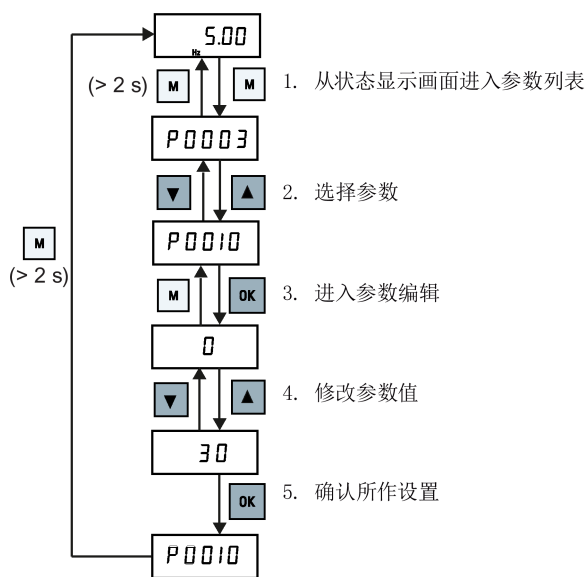 5.00
Hz
(> 2 s) M M 1. 从状态显示画面进入参数列表
P0003
▼ ▲ 2. 选择参数
P0010
M
(> 2 s)
M OK 3. 进入参数编辑
0
▼ ▲ 4. 修改参数值
30
OK 5. 确认所作设置
P0010